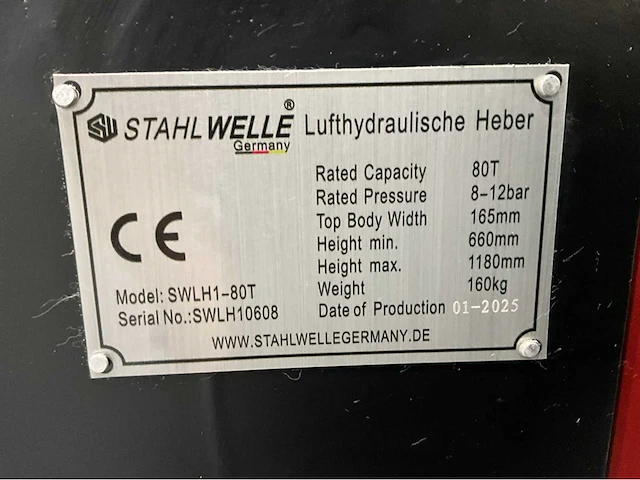 SW STAHLWELLE® Lufthydraulische Heber
Germany
Rated Capacity 80T
Rated Pressure 8-12bar
Top Body Width 165mm
Height min. 660mm
Height max. 1180mm
Weight 160kg
Date of Production 01-2025
CE
Model: SWLH1-80T
Serial No.:SWLH10608
WWW.STAHLWELLEGERMANY.DE